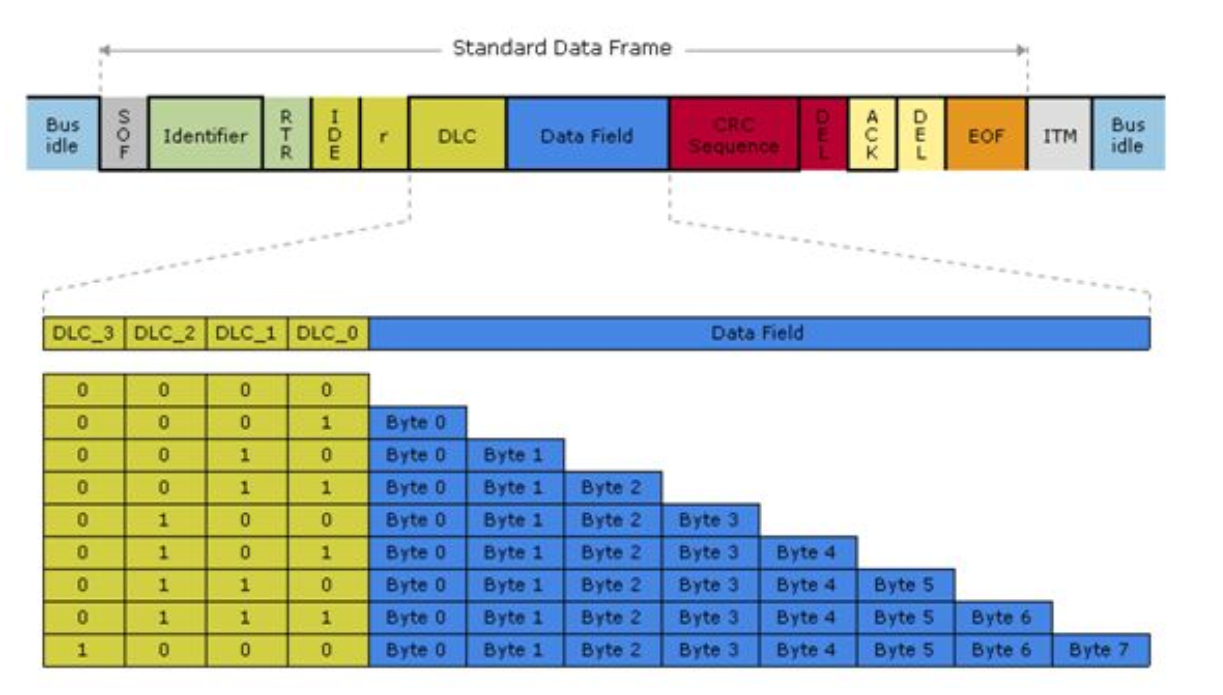 Standard Data Frame
Bus idle SOF Identifier RTR IDE r DLC Data Field CRC Sequence DEL ACK DEL EOF ITM Bus idle
DLC_3 DLC_2 DLC_1 DLC_0 Data Field
0 0 0 0
0 0 0 1 Byte 0
0 0 1 0 Byte 0 Byte 1
0 0 1 1 Byte 0 Byte 1 Byte 2
0 1 0 0 Byte 0 Byte 1 Byte 2 Byte 3
0 1 0 1 Byte 0 Byte 1 Byte 2 Byte 3 Byte 4
0 1 1 0 Byte 0 Byte 1 Byte 2 Byte 3 Byte 4 Byte 5
0 1 1 1 Byte 0 Byte 1 Byte 2 Byte 3 Byte 4 Byte 5 Byte 6
1 0 0 0 Byte 0 Byte 1 Byte 2 Byte 3 Byte 4 Byte 5 Byte 6 Byte 7